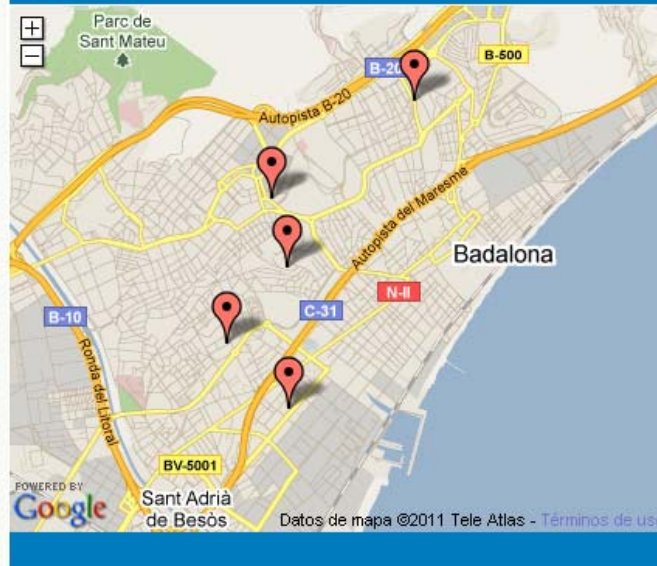 +
−
Parc de
Sant Mateu
B-500
B-20
Autopista B-20
Autopista del Maresme
Badalona
N-II
B-10
C-31
Ronda del Litoral
BV-5001
POWERED BY
Google
Sant Adrià
de Besòs
Datos de mapa ©2011 Tele Atlas - Términos de uso